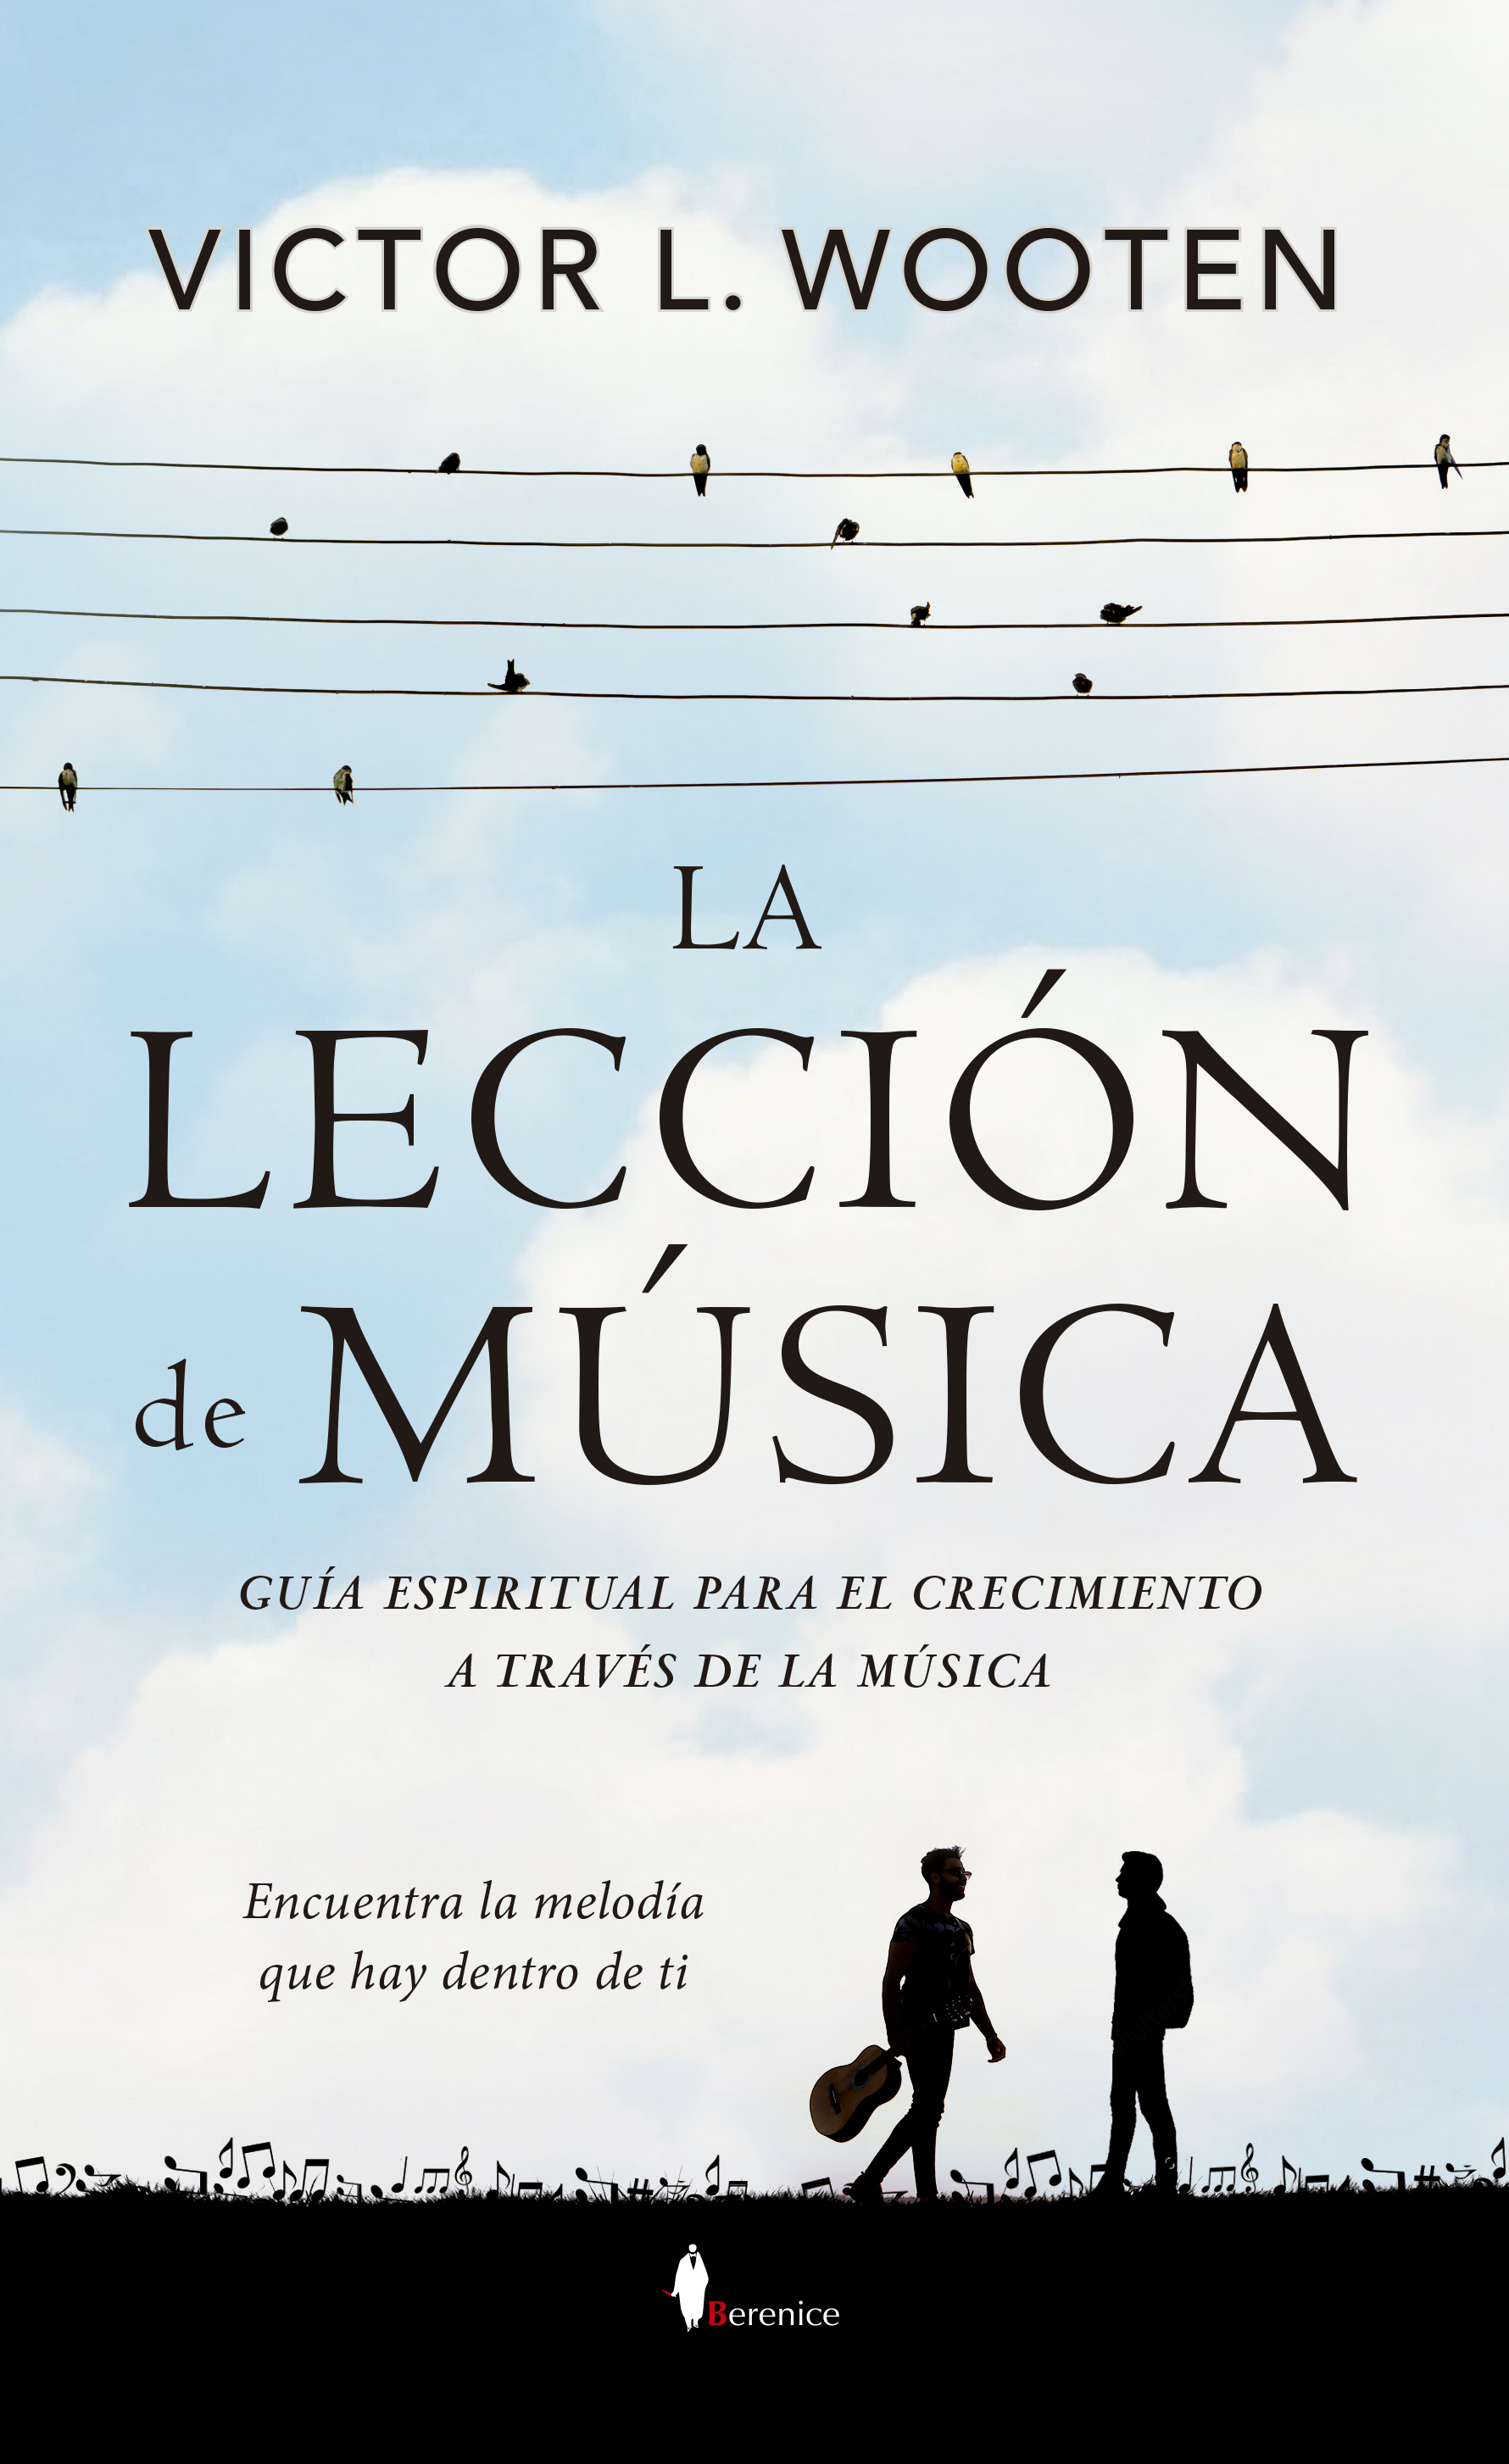 VICTOR L. WOOTEN
LA
LECCIÓN
de MÚSICA
GUÍA ESPIRITUAL PARA EL CRECIMIENTO
A TRAVÉS DE LA MÚSICA
Encuentra la melodía
que hay dentro de ti
Berenice